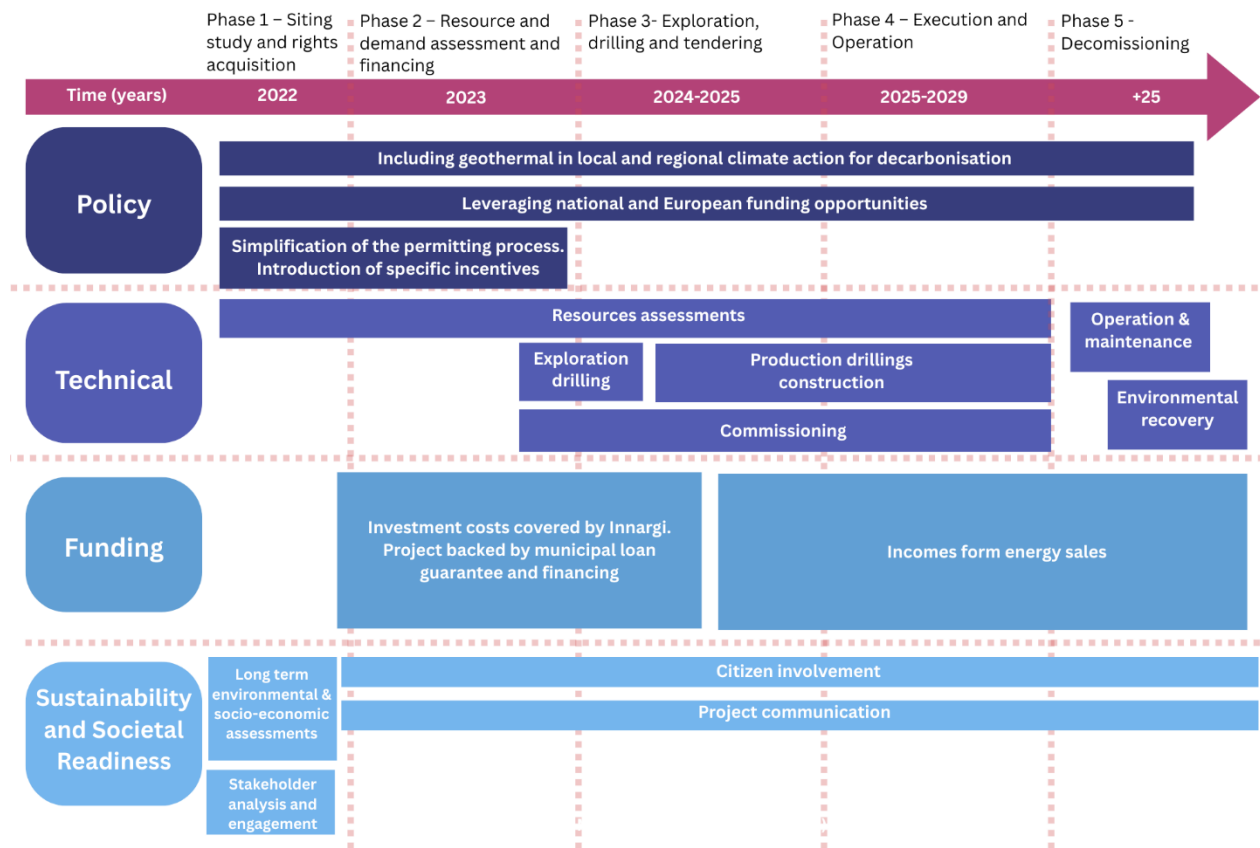 Phase 1 – Siting
study and rights
acquisition
Phase 2 – Resource and
demand assessment and
financing
Phase 3- Exploration,
drilling and tendering
Phase 4 – Execution and
Operation
Phase 5 -
Decomissioning
Time (years)
2022
2023
2024-2025
2025-2029
+25
Policy
Including geothermal in local and regional climate action for decarbonisation
Leveraging national and European funding opportunities
Simplification of the permitting process.
Introduction of specific incentives
Technical
Resources assessments
Exploration
drilling
Production drillings
construction
Commissioning
Operation &
maintenance
Environmental
recovery
Funding
Investment costs covered by Innargi.
Project backed by municipal loan
guarantee and financing
Incomes form energy sales
Sustainability
and Societal
Readiness
Long term
environmental &
socio-economic
assessments
Stakeholder
analysis and
engagement
Citizen involvement
Project communication